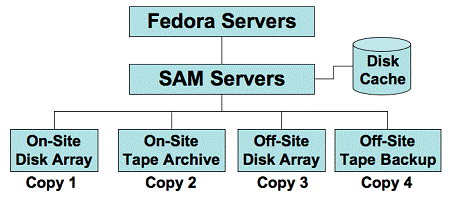 Fedora Servers
SAM Servers
Disk
Cache
On-Site
Disk Array
On-Site
Tape Archive
Off-Site
Disk Array
Off-Site
Tape Backup
Copy 1
Copy 2
Copy 3
Copy 4